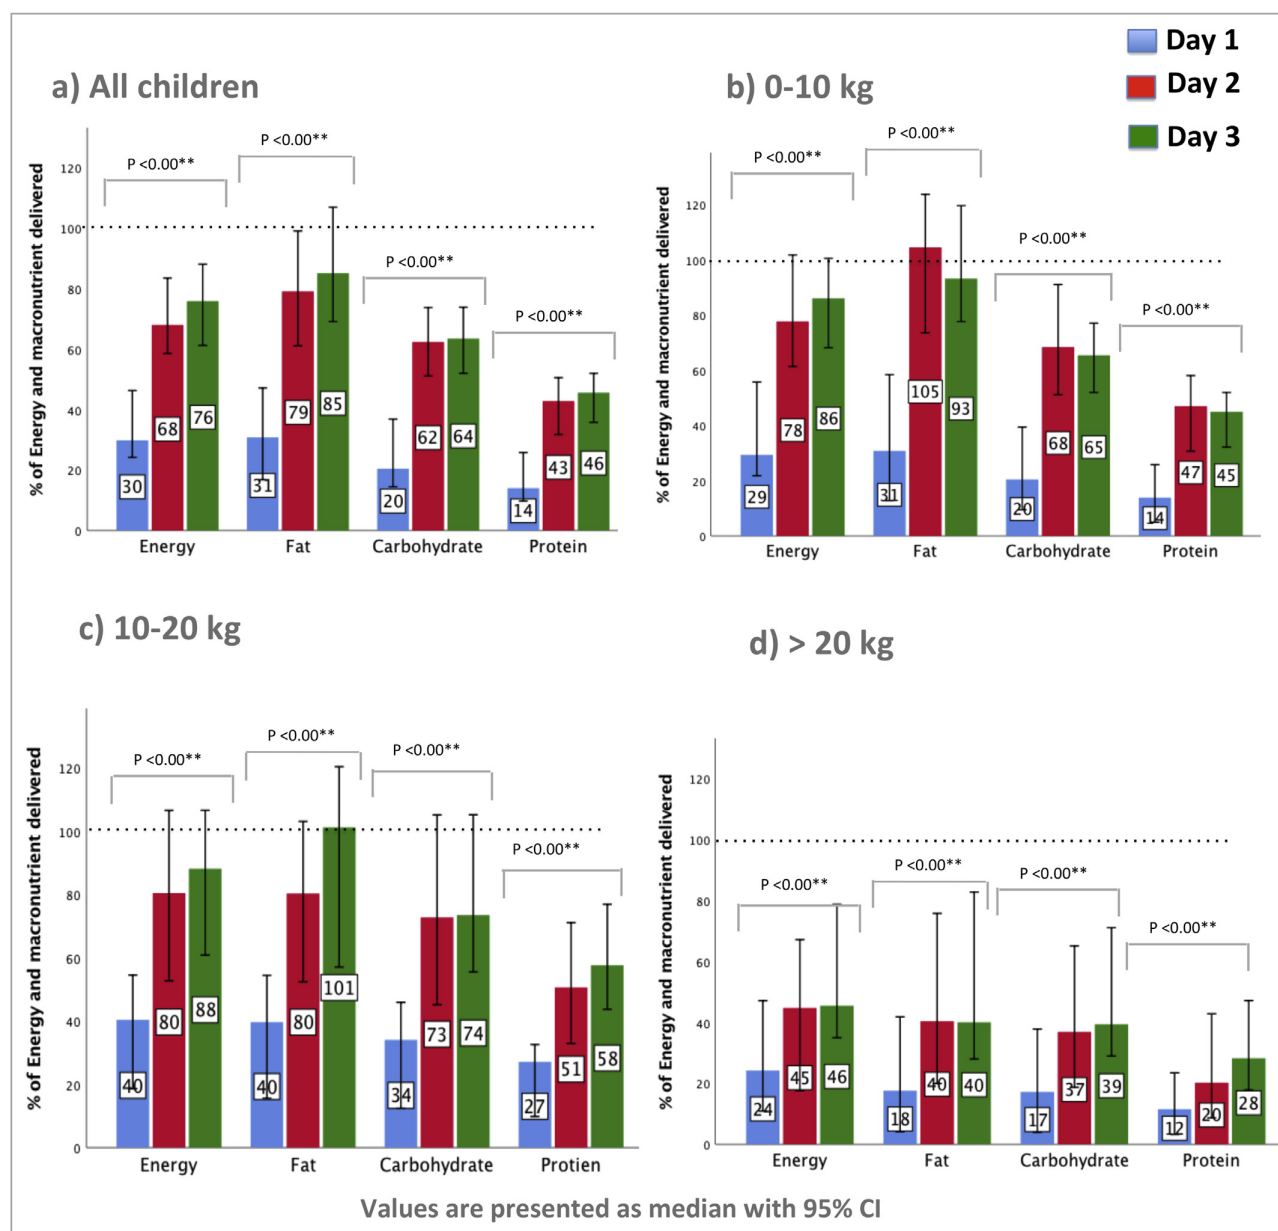 Day 1
Day 2
Day 3
a) All children
P <0.00**
P <0.00**
P <0.00**
P <0.00**
% of Energy and macronutrient delivered
120
100
80
60
40
20
0
30
68
76
31
79
85
20
62
64
14
43
46
Energy
Fat
Carbohydrate
Protein
b) 0-10 kg
P <0.00**
P <0.00**
P <0.00**
P <0.00**
% of Energy and macronutrient delivered
120
100
80
60
40
20
0
29
78
86
31
105
93
20
68
65
14
47
45
Energy
Fat
Carbohydrate
Protein
c) 10-20 kg
P <0.00**
P <0.00**
P <0.00**
P <0.00**
% of Energy and macronutrient delivered
120
100
80
60
40
20
0
40
80
88
40
80
101
34
73
74
27
51
58
Energy
Fat
Carbohydrate
Protien
d) > 20 kg
P <0.00**
P <0.00**
P <0.00**
P <0.00**
% of Energy and macronutrient delivered
120
100
80
60
40
20
0
24
45
46
18
40
40
17
37
39
12
20
28
Energy
Fat
Carbohydrate
Protein
Values are presented as median with 95% CI